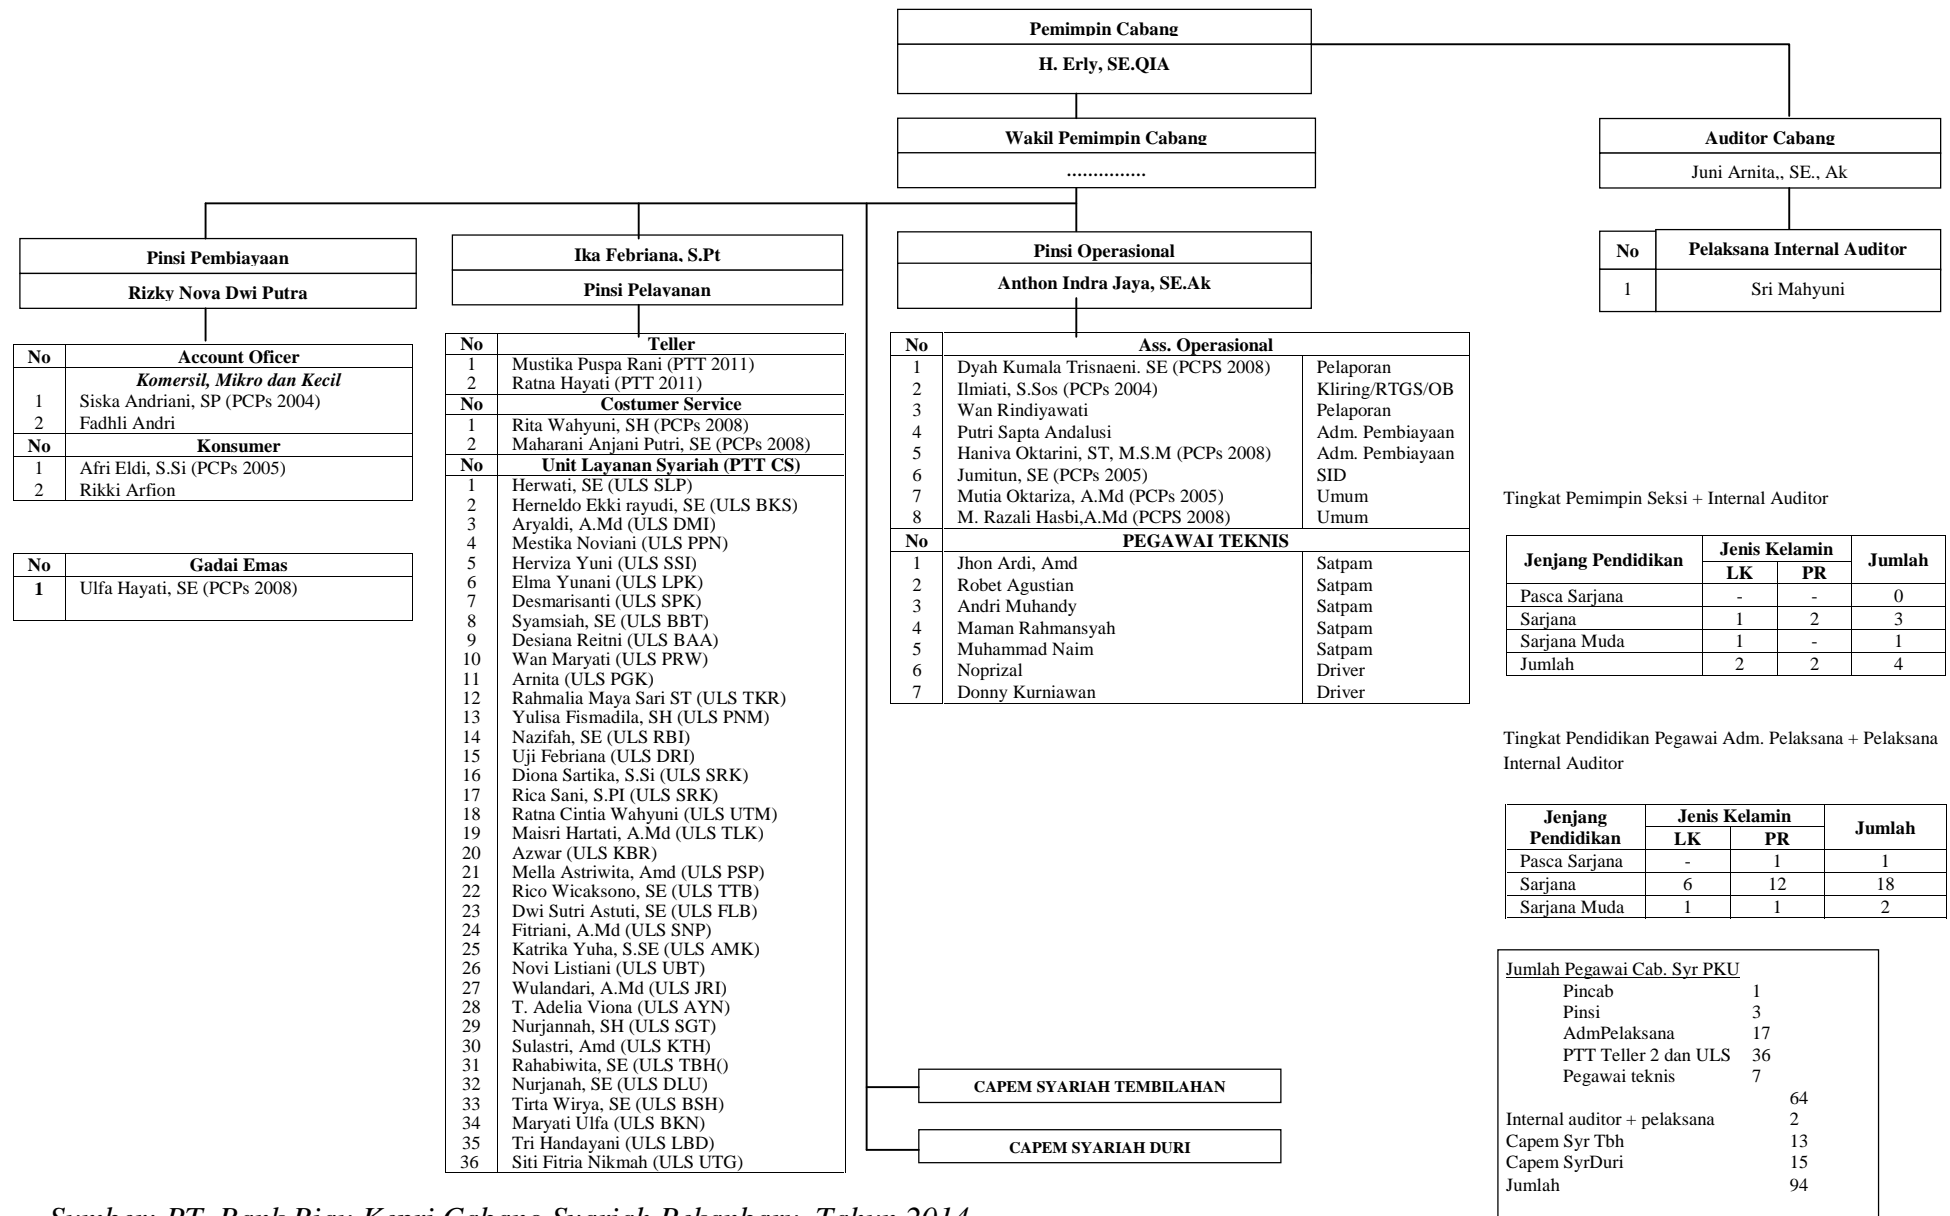 Pemimpin Cabang
H. Erly, SE.QIA
Wakil Pemimpin Cabang
...............
Auditor Cabang
Juni Arnita,, SE., Ak
No Pelaksana Internal Auditor
1 Sri Mahyuni
Pinsi Pembiayaan
Rizky Nova Dwi Putra
No Account Oficer
Komersil, Mikro dan Kecil
1 Siska Andriani, SP (PCPs 2004)
2 Fadhli Andri
No Konsumer
1 Afri Eldi, S.Si (PCPs 2005)
2 Rikki Arfion
No Gadai Emas
1 Ulfa Hayati, SE (PCPs 2008)
Ika Febriana, S.Pt
Pinsi Pelayanan
No Teller
1 Mustika Puspa Rani (PTT 2011)
2 Ratna Hayati (PTT 2011)
No Costumer Service
1 Rita Wahyuni, SH (PCPs 2008)
2 Maharani Anjani Putri, SE (PCPs 2008)
No Unit Layanan Syariah (PTT CS)
1 Herwati, SE (ULS SLP)
2 Herneldo Ekki rayudi, SE (ULS BKS)
3 Aryaldi, A.Md (ULS DMI)
4 Mestika Noviani (ULS PPN)
5 Herviza Yuni (ULS SSI)
6 Elma Yunani (ULS LPK)
7 Desmarisanti (ULS SPK)
8 Syamsiah, SE (ULS BBT)
9 Desiana Reitni (ULS BAA)
10 Wan Maryati (ULS PRW)
11 Arnita (ULS PGK)
12 Rahmalia Maya Sari ST (ULS TKR)
13 Yulisa Fismadila, SH (ULS PNM)
14 Nazifah, SE (ULS RBI)
15 Uji Febriana (ULS DRI)
16 Diona Sartika, S.Si (ULS SRK)
17 Rica Sani, S.PI (ULS SRK)
18 Ratna Cintia Wahyuni (ULS UTM)
19 Maisri Hartati, A.Md (ULS TLK)
20 Azwar (ULS KBR)
21 Mella Astriwita, Amd (ULS PSP)
22 Rico Wicaksono, SE (ULS TTB)
23 Dwi Sutri Astuti, SE (ULS FLB)
24 Fitriani, A.Md (ULS SNP)
25 Katrika Yuha, S.SE (ULS AMK)
26 Novi Listiani (ULS UBT)
27 Wulandari, A.Md (ULS JRI)
28 T. Adelia Viona (ULS AYN)
29 Nurjannah, SH (ULS SGT)
30 Sulastri, Amd (ULS KTH)
31 Rahabiwita, SE (ULS TBH()
32 Nurjanah, SE (ULS DLU)
33 Tirta Wirya, SE (ULS BSH)
34 Maryati Ulfa (ULS BKN)
35 Tri Handayani (ULS LBD)
36 Siti Fitria Nikmah (ULS UTG)
Pinsi Operasional
Anthon Indra Jaya, SE.Ak
No Ass. Operasional
1 Dyah Kumala Trisnaeni. SE (PCPS 2008) Pelaporan
2 Ilmiati, S.Sos (PCPs 2004) Kliring/RTGS/OB
3 Wan Rindiyawati Pelaporan
4 Putri Sapta Andalusi Adm. Pembiayaan
5 Haniva Oktarini, ST, M.S.M (PCPs 2008) Adm. Pembiayaan
6 Jumitun, SE (PCPs 2005) SID
7 Mutia Oktariza, A.Md (PCPs 2005) Umum
8 M. Razali Hasbi,A.Md (PCPS 2008) Umum
No PEGAWAI TEKNIS
1 Jhon Ardi, Amd Satpam
2 Robet Agustian Satpam
3 Andri Muhandy Satpam
4 Maman Rahmansyah Satpam
5 Muhammad Naim Satpam
6 Noprizal Driver
7 Donny Kurniawan Driver
CAPEM SYARIAH TEMBILAHAN
CAPEM SYARIAH DURI
Tingkat Pemimpin Seksi + Internal Auditor
Jenjang Pendidikan Jenis Kelamin Jumlah
LK PR
Pasca Sarjana - - 0
Sarjana 1 2 3
Sarjana Muda 1 - 1
Jumlah 2 2 4
Tingkat Pendidikan Pegawai Adm. Pelaksana + Pelaksana
Internal Auditor
Jenjang Pendidikan Jenis Kelamin Jumlah
LK PR
Pasca Sarjana - 1 1
Sarjana 6 12 18
Sarjana Muda 1 1 2
Jumlah Pegawai Cab. Syr PKU
Pincab 1
Pinsi 3
AdmPelaksana 17
PTT Teller 2 dan ULS 36
Pegawai teknis 7
64
Internal auditor + pelaksana 2
Capem Syr Tbh 13
Capem SyrDuri 15
Jumlah 94
Sumber: PT. Bank Riau Kepri Cabang Syariah Pekanbaru, Tahun 2014